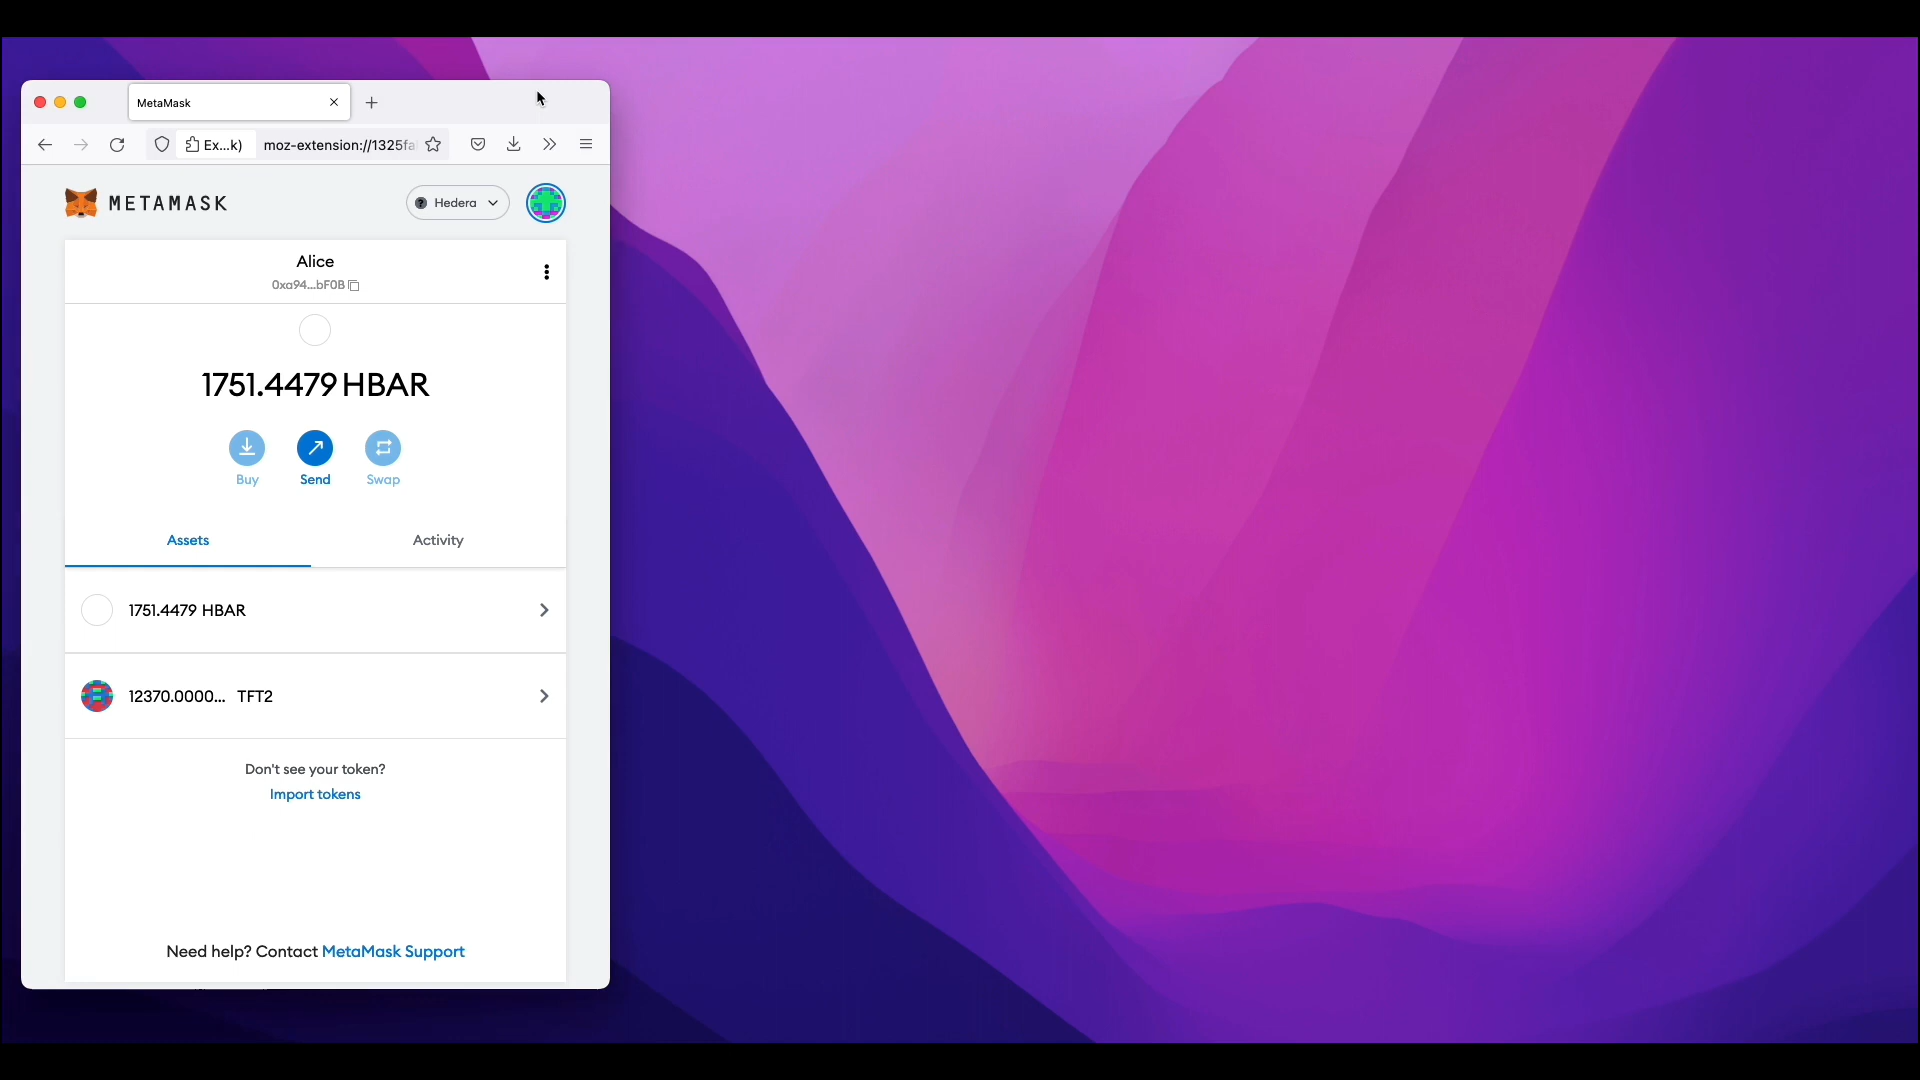 MetaMask
Ex...k)
moz-extension://1325fa
METAMASK
Hedera
Alice
0xa94...bF0B
1751.4479 HBAR
Buy
Send
Swap
Assets
Activity
1751.4479 HBAR
12370.0000... TFT2
Don't see your token?
Import tokens
Need help? Contact MetaMask Support